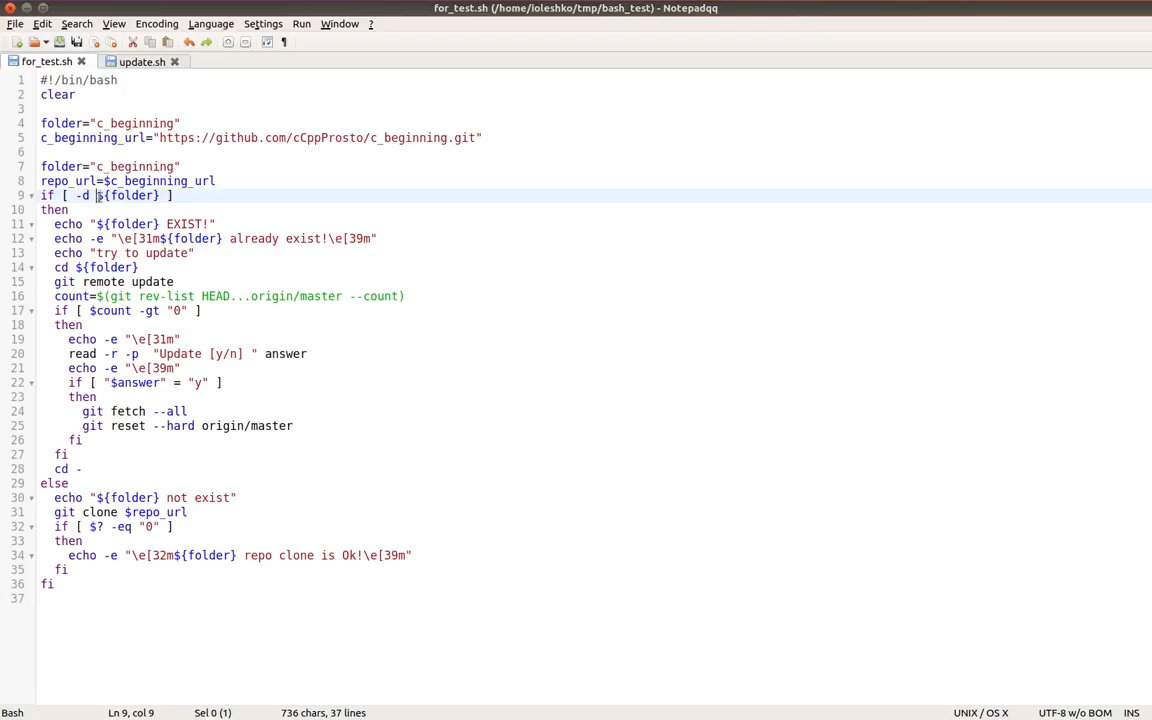 for_test.sh (/home/loleshko/tmp/bash_test) - Notepadqq
File Edit Search View Encoding Language Settings Run Window ?
for_test.sh update.sh
1 #!/bin/bash
2 clear
3
4 folder="c_beginning"
5 c_beginning_url="https://github.com/cCppProsto/c_beginning.git"
6
7 folder="c_beginning"
8 repo_url=$c_beginning_url
9 if [ -d ${folder} ]
10 then
11   echo "${folder} EXIST!"
12   echo -e "\e[31m${folder} already exist!\e[39m"
13   echo "try to update"
14   cd ${folder}
15   git remote update
16   count=$(git rev-list HEAD...origin/master --count)
17   if [ $count -gt "0" ]
18   then
19     echo -e "\e[31m"
20     read -r -p  "Update [y/n] " answer
21     echo -e "\e[39m"
22     if [ "$answer" = "y" ]
23     then
24       git fetch --all
25       git reset --hard origin/master
26     fi
27   fi
28   cd -
29 else
30   echo "${folder} not exist"
31   git clone $repo_url
32   if [ $? -eq "0" ]
33   then
34     echo -e "\e[32m${folder} repo clone is Ok!\e[39m"
35   fi
36 fi
37
Bash Ln 9, col 9 Sel 0 (1) 736 chars, 37 lines UNIX / OS X UTF-8 w/o BOM INS